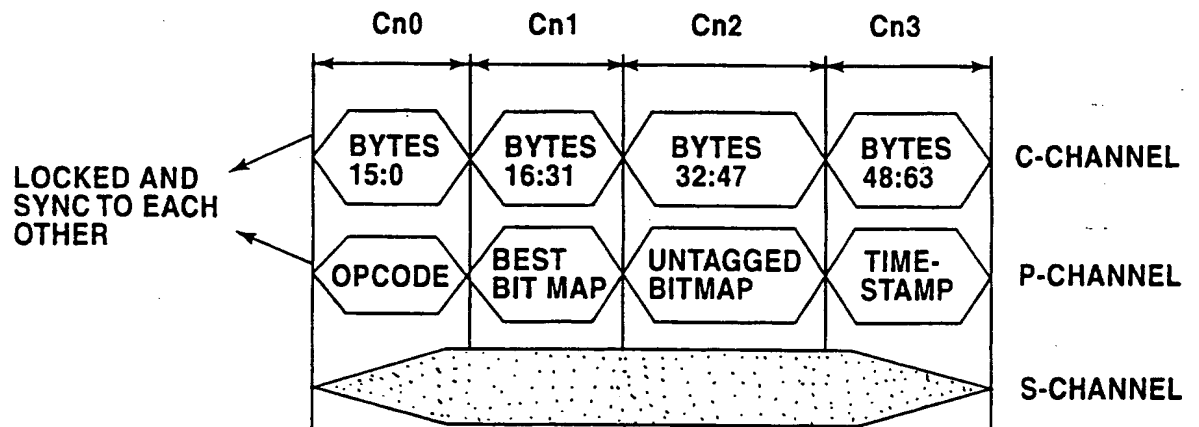 Cn0 Cn1 Cn2 Cn3
BYTES 15:0
BYTES 16:31
BYTES 32:47
BYTES 48:63
C-CHANNEL
LOCKED AND
SYNC TO EACH
OTHER
OPCODE
BEST
BIT MAP
UNTAGGED
BITMAP
TIME-
STAMP
P-CHANNEL
S-CHANNEL